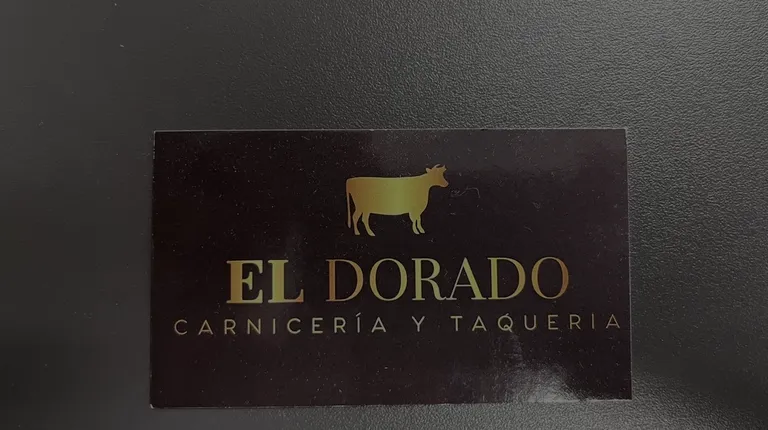 EL DORADO
CARNICERÍA Y TAQUERIA